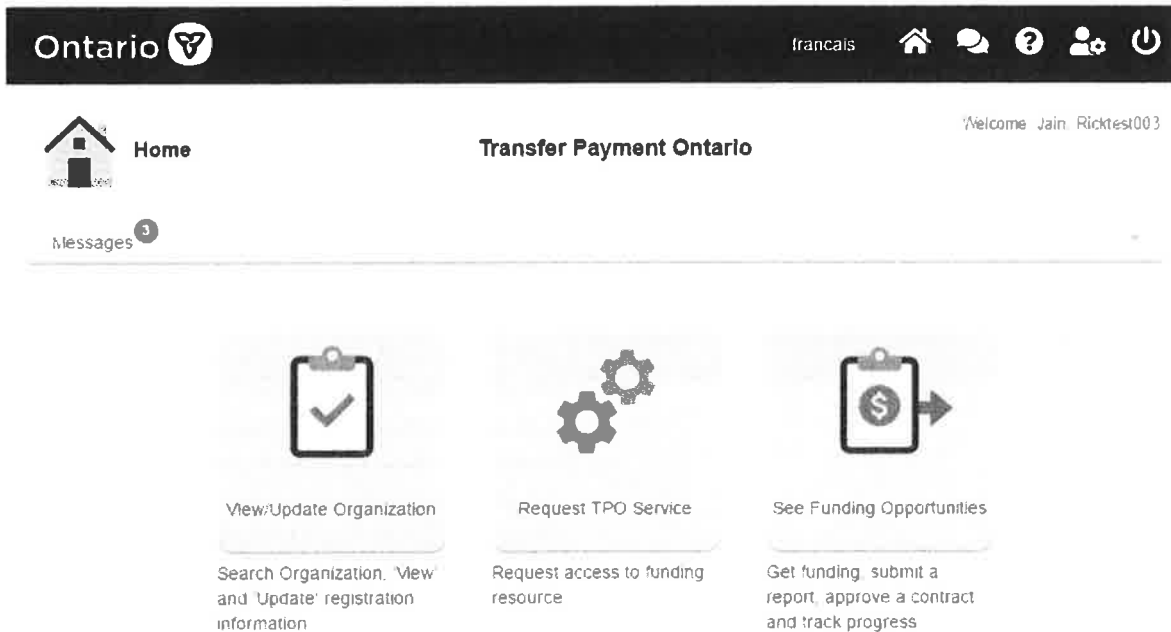 Ontario
francais
Welcome Jain, Ricktest003
Home
Transfer Payment Ontario
Messages 3
View/Update Organization
Request TPO Service
See Funding Opportunities
Search Organization, 'View'
and 'Update' registration
information
Request access to funding
resource
Get funding, submit a
report, approve a contract
and track progress